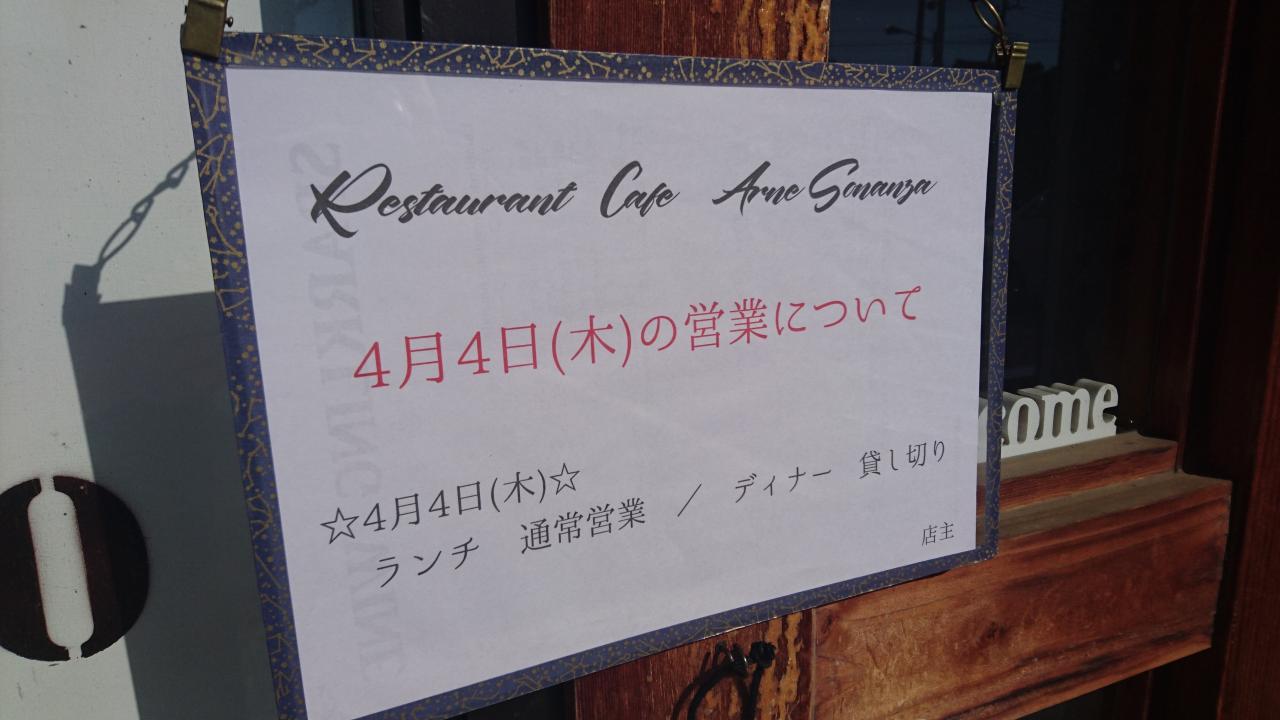 Restaurant Cafe Arne Sonanza
4月4日(木)の営業について
☆4月4日(木)☆
ランチ 通常営業 / ディナー 貸し切り
店主
come